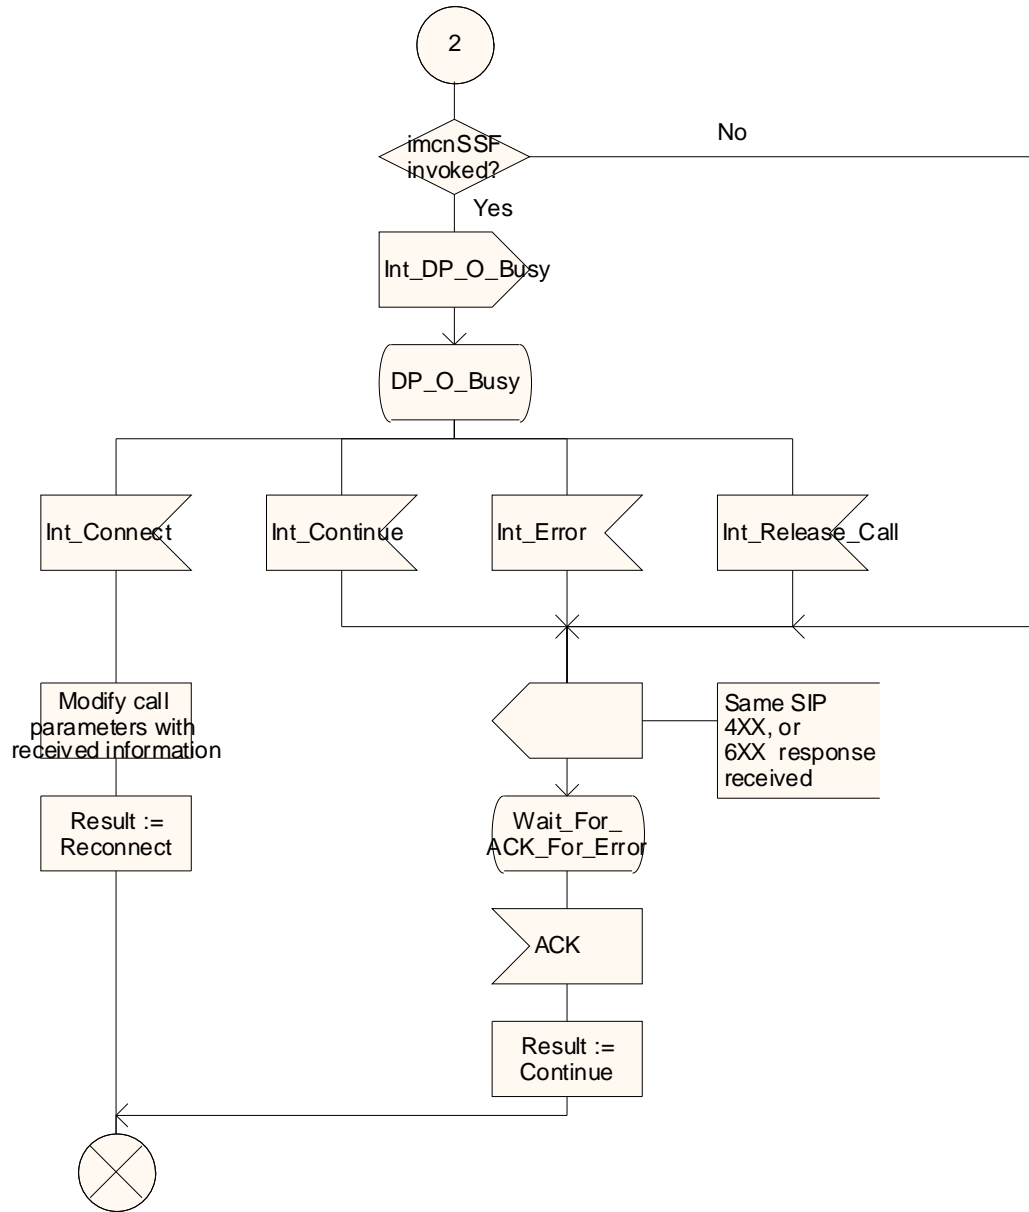 2
No
imcnSSF
invoked?
Yes
Int_DP_O_Busy
DP_O_Busy
Int_Connect
Int_Continue
Int_Error
Int_Release_Call
Modify call
parameters with
received information
Same SIP
4XX, or
6XX  response
received
Result :=
Reconnect
Wait_For_
ACK_For_Error
ACK
Result :=
Continue